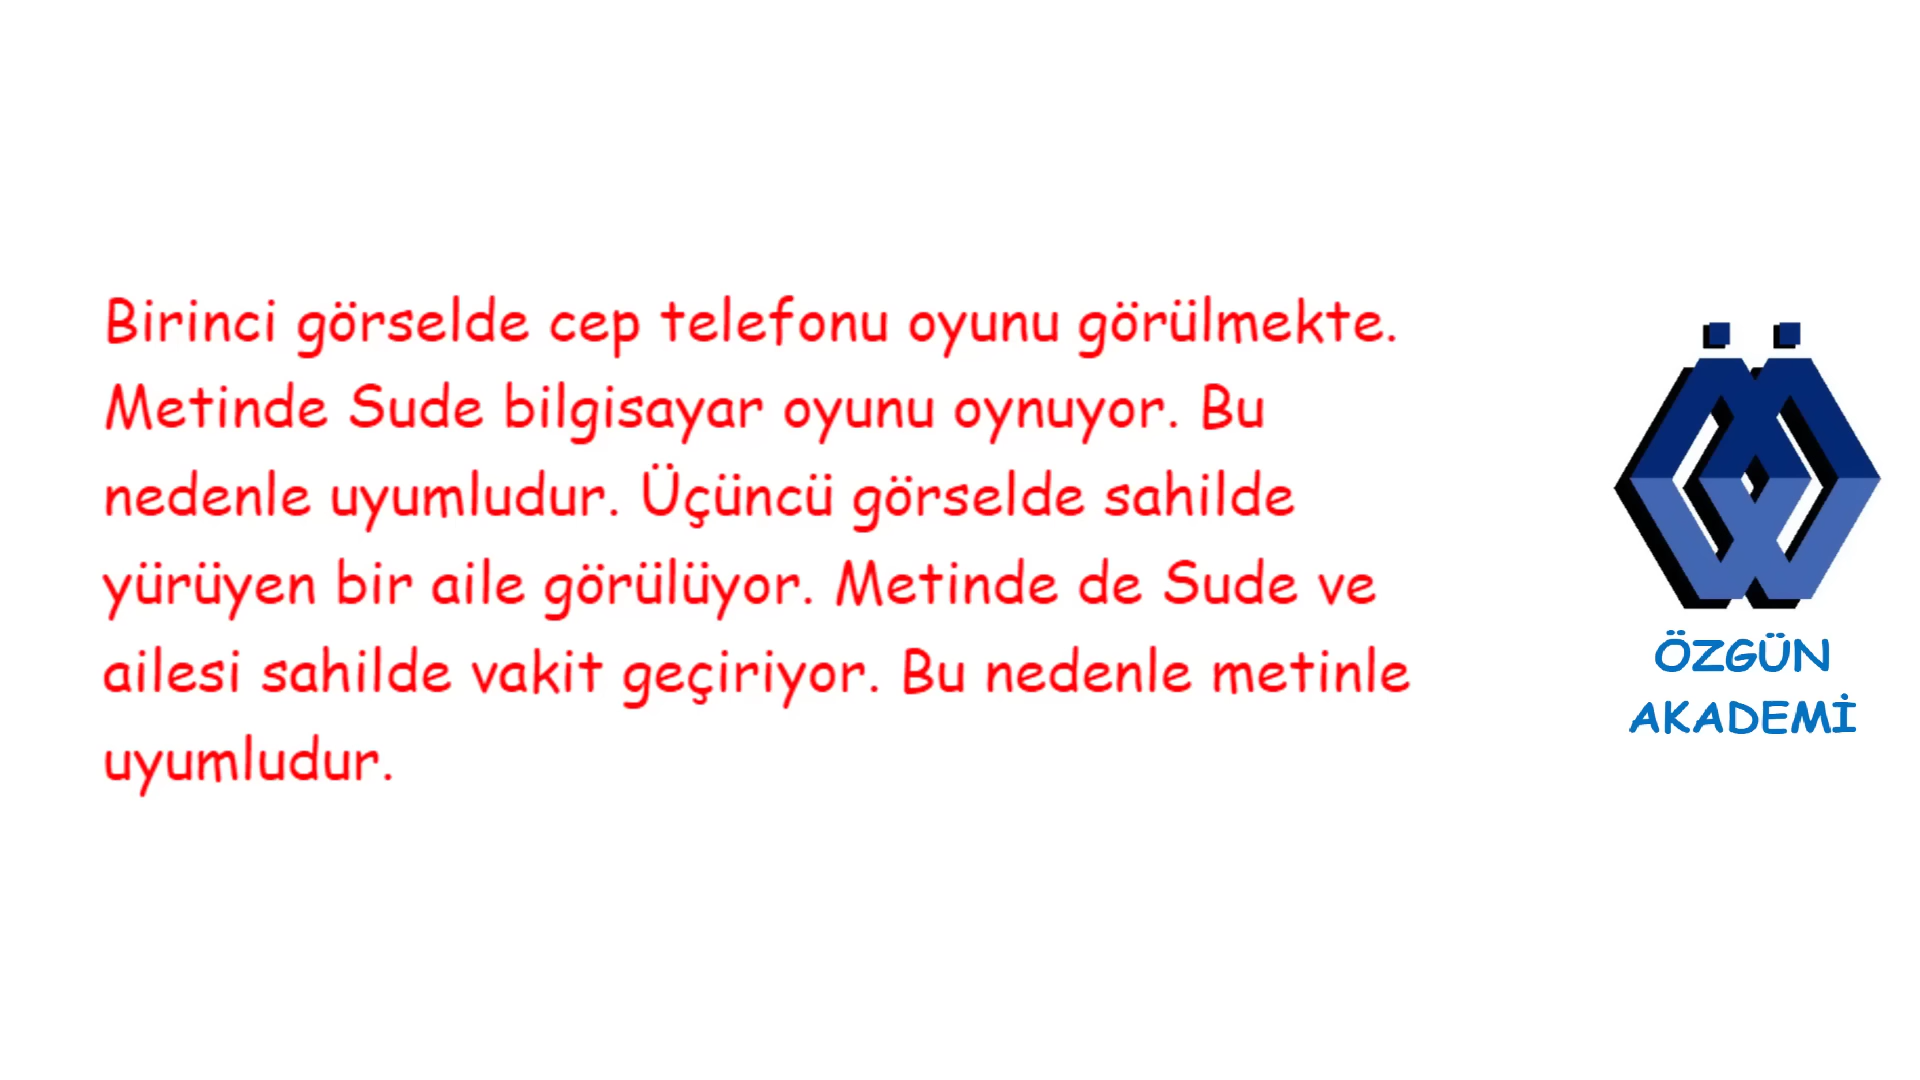 Birinci görselde cep telefonu oyunu görülmekte.
Metinde Sude bilgisayar oyunu oynuyor. Bu
nedenle uyumludur. Üçüncü görselde sahilde
yürüyen bir aile görülüyor. Metinde de Sude ve
ailesi sahilde vakit geçiriyor. Bu nedenle metinle
uyumludur.
ÖZGÜN
AKADEMİ